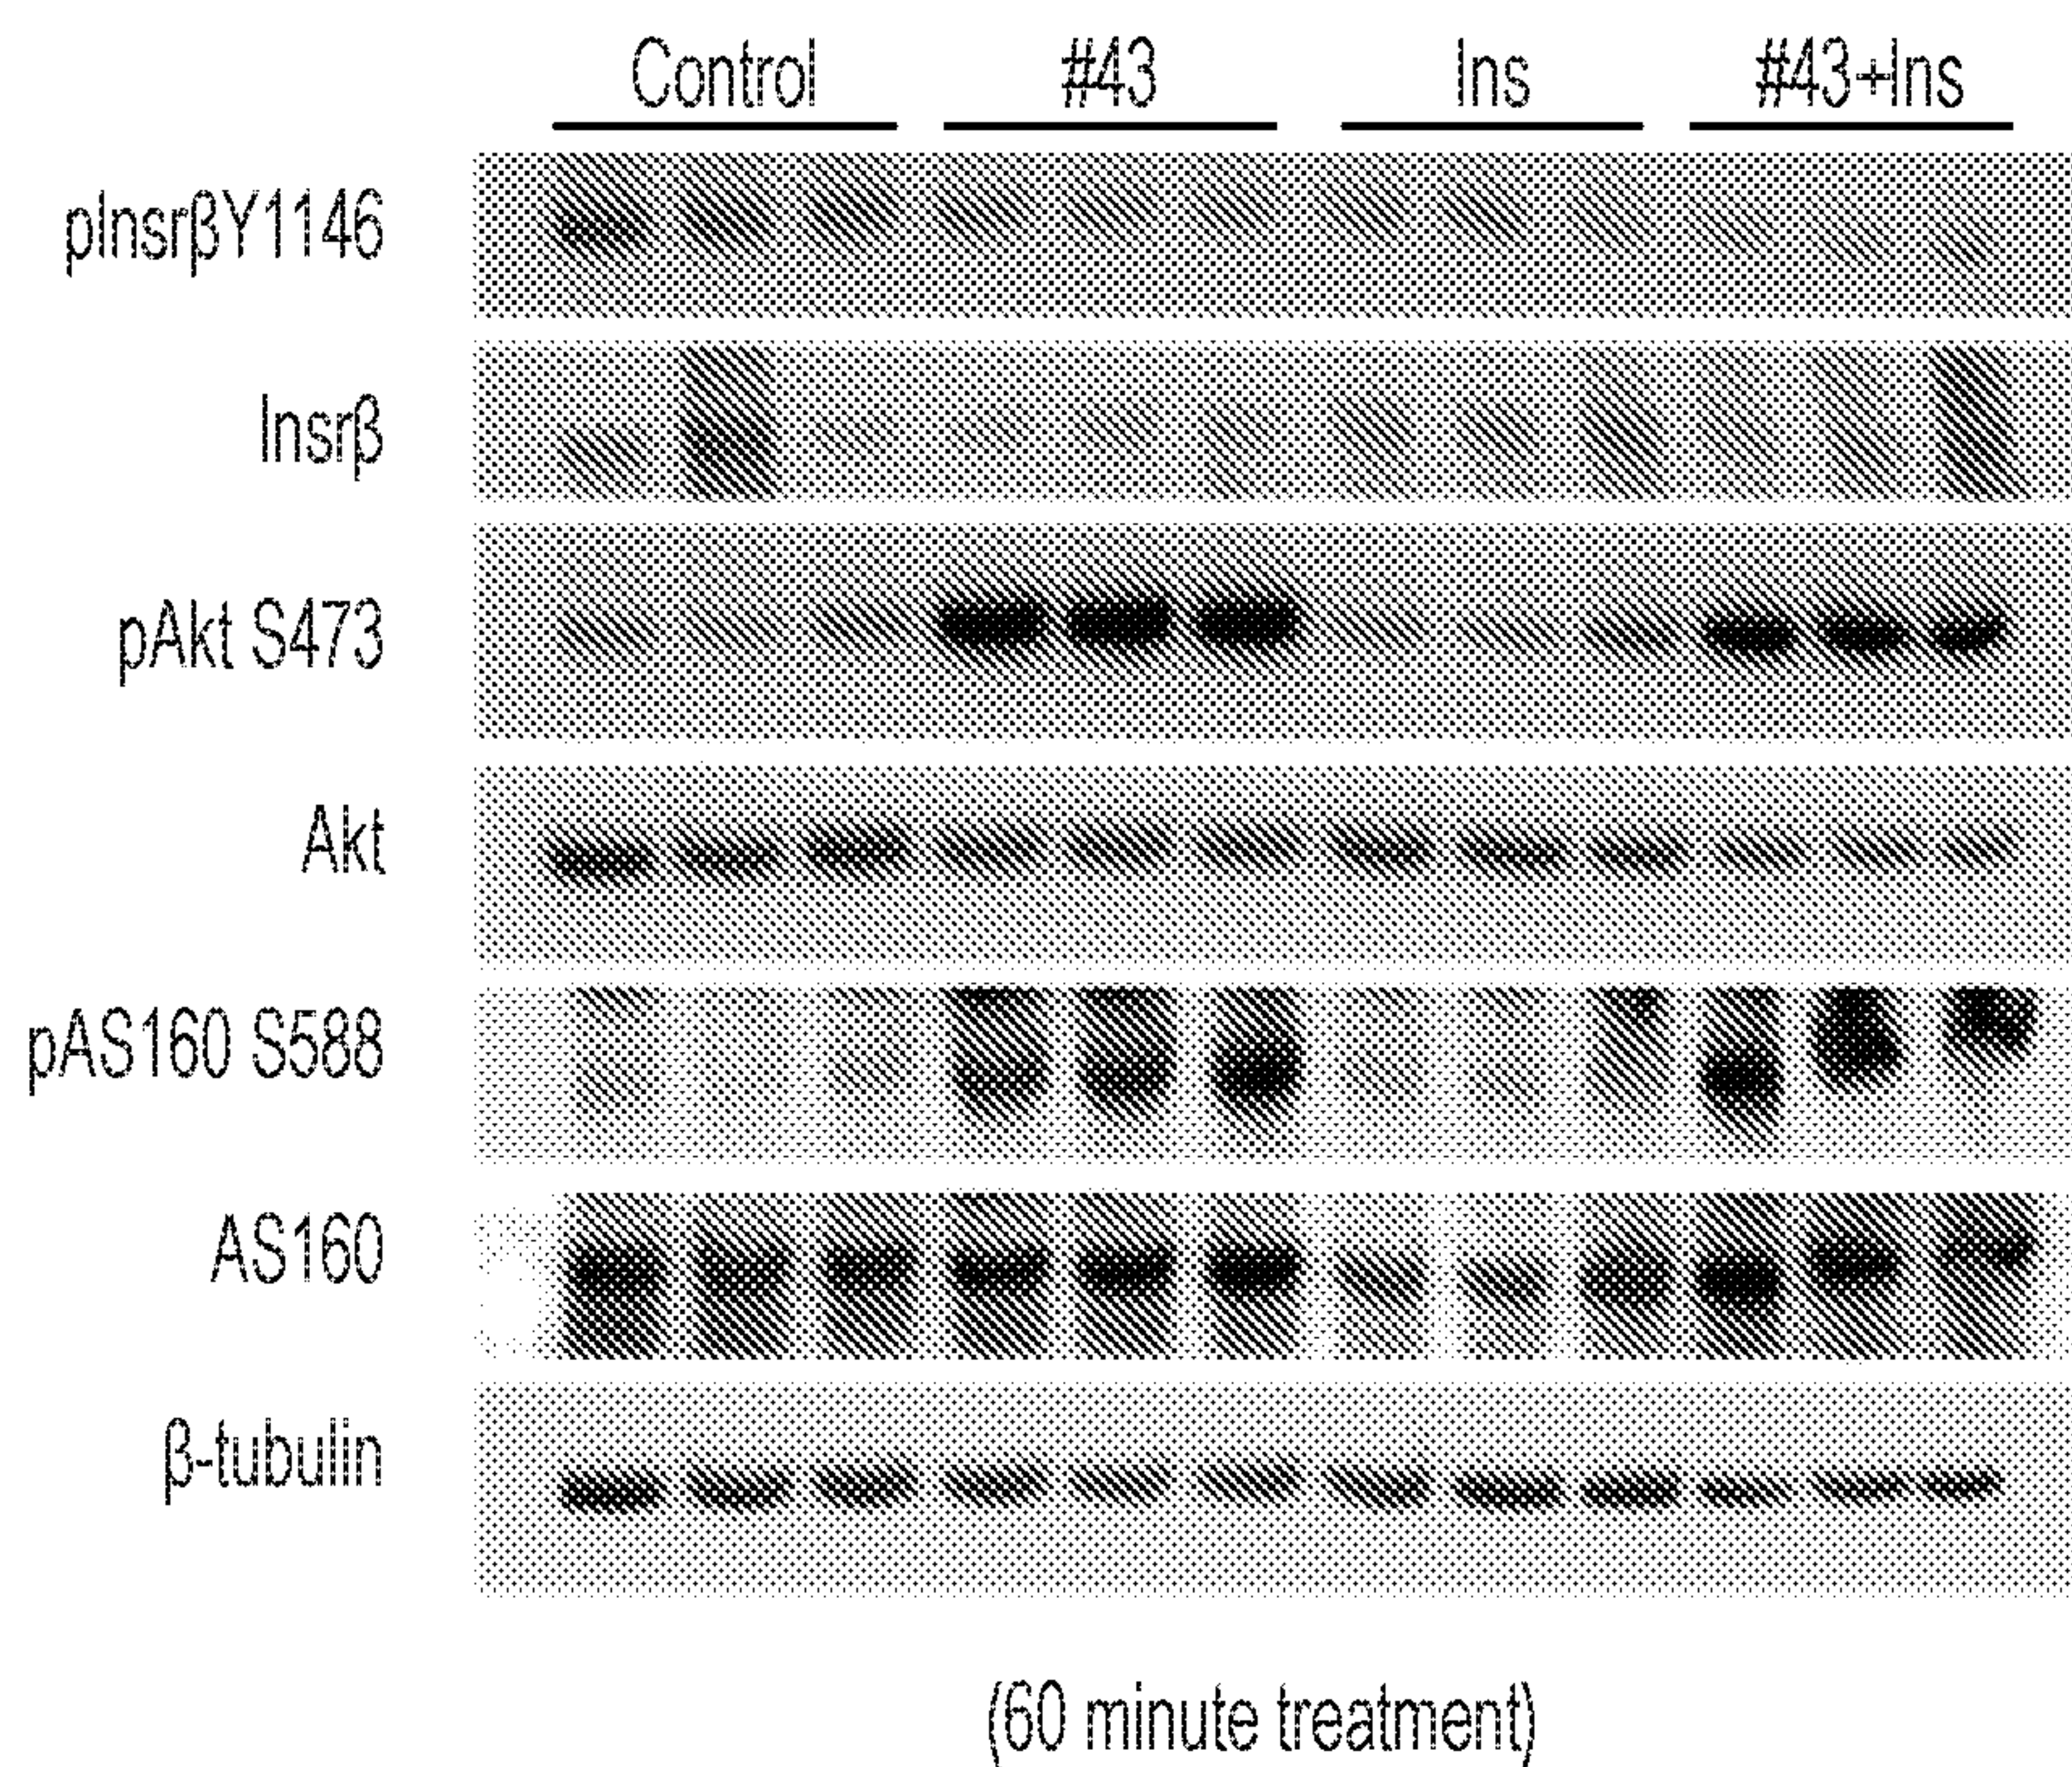 Control #43 Ins #43+Ins
pInsrβY1146
Insrβ
pAkt S473
Akt
pAS160 S588
AS160
β-tubulin
(60 minute treatment)